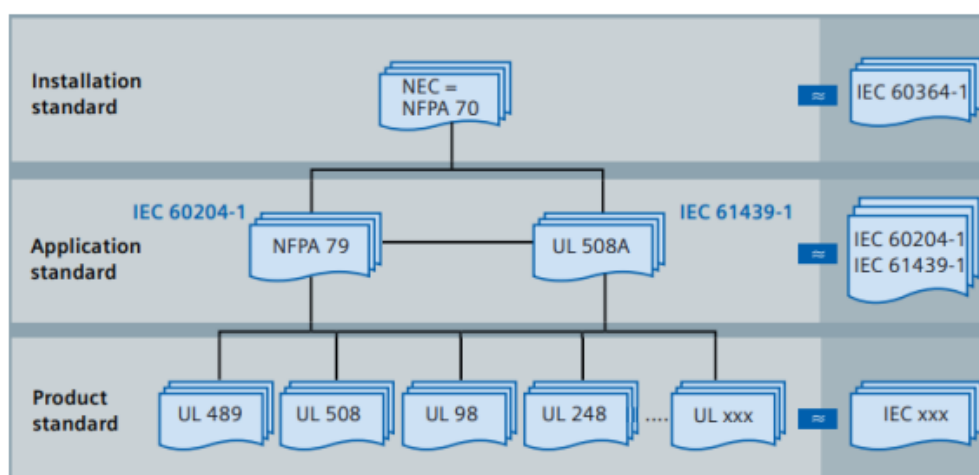 Installation
standard
NEC =
NFPA 70
≈
IEC 60364-1
IEC 60204-1
IEC 61439-1
Application
standard
NFPA 79
UL 508A
≈
IEC 60204-1
IEC 61439-1
Product
standard
UL 489
UL 508
UL 98
UL 248
....
UL xxx
≈
IEC xxx